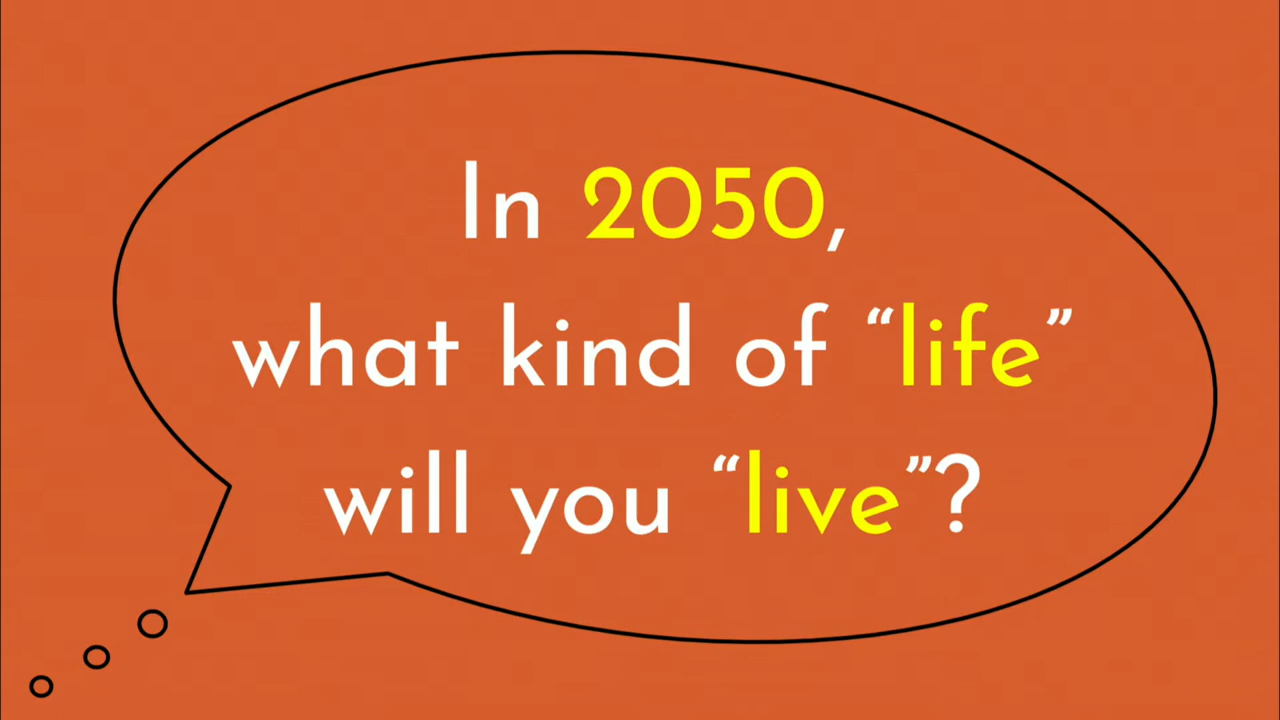 In 2050,
what kind of “life”
will you “live”?